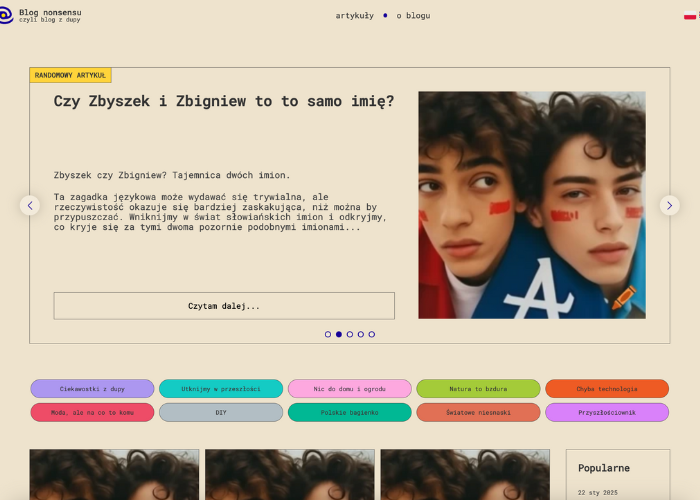 Blog nonsensu
czyli blog z dupy
artykuły
o blogu
RANDOMOWY ARTYKUŁ
Czy Zbyszek i Zbigniew to to samo imię?
Zbyszek czy Zbigniew? Tajemnica dwóch imion.
Ta zagadka językowa może wydawać się trywialna, ale
rzeczywistość okazuje się bardziej zaskakująca, niż można by
przypuszczać. Wniknijmy w świat słowiańskich imion i odkryjmy,
co kryje się za tymi dwoma pozornie podobnymi imionami...
A
Czytam dalej...
Ciekawostki z dupy
Utknijmy w przeszłości
Nic do domu i ogrodu
Natura to bzdura
Chyba technologia
Moda, ale na co to komu
DIY
Polskie bagienko
Światowe niesnaski
Przyszłościownik
Popularne
22 sty 2025